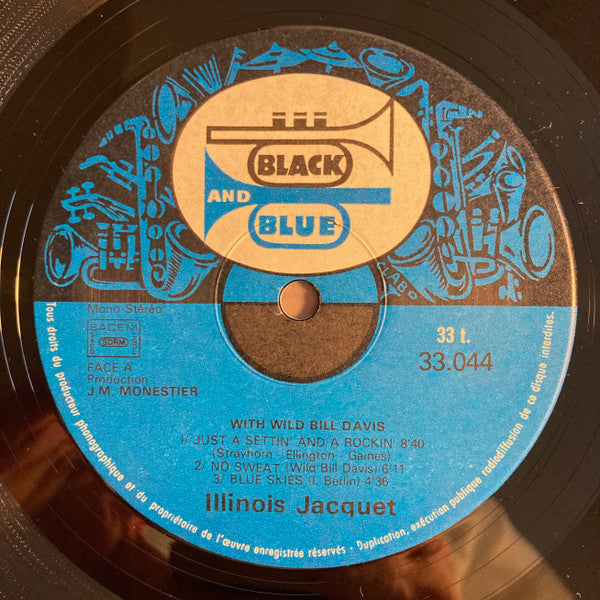 BLACK
AND
BLUE
Mono-Stéréo
SACEM
SDRM
FACE A
Production
J.M. MONESTIER
33 t.
33.044
WITH WILD BILL DAVIS
1/ JUST A SETTIN' AND A ROCKIN' 8'40
(Strayhorn - Ellington - Gaines)
2/ NO SWEAT (Wild Bill Davis) 6'11
3/ BLUE SKIES (I. Berlin) 4'36
Illinois Jacquet
Tous droits du producteur phonographique et du propriétaire de l'œuvre enregistrée réservés - Duplication, exécution publique radiodiffusion de ce disque interdites.